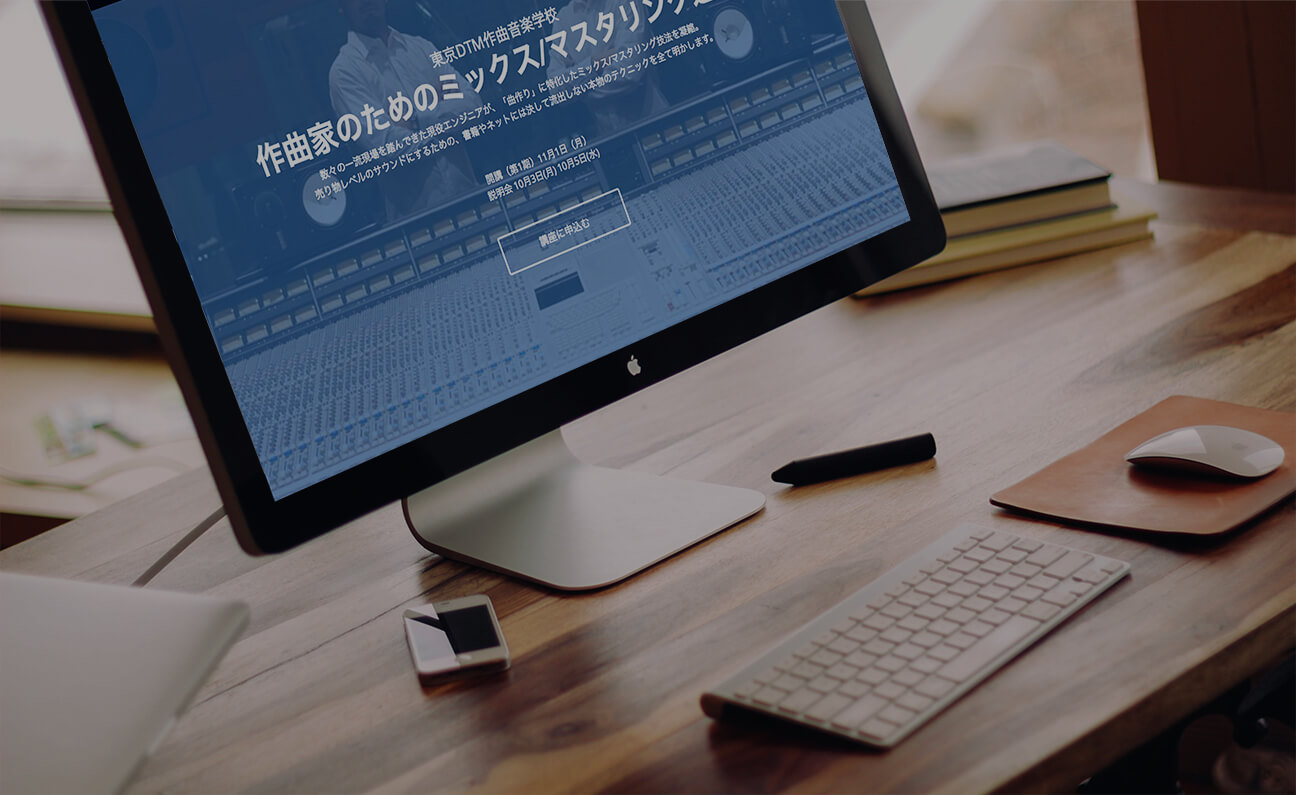 東京DTM作曲音楽学校
作曲家のためのミックス/マスタリング
数々の一流現場を踏んできた現役エンジニアが、「曲作り」に特化したミックス/マスタリング技法を凝縮。
売り物レベルのサウンドにするための、書籍やネットには決して流出しない本物のテクニックを全て明かします。
開講（第1期）11月1日（月）
説明会 10月3日(月) 10月5日(水)
講座に申込む